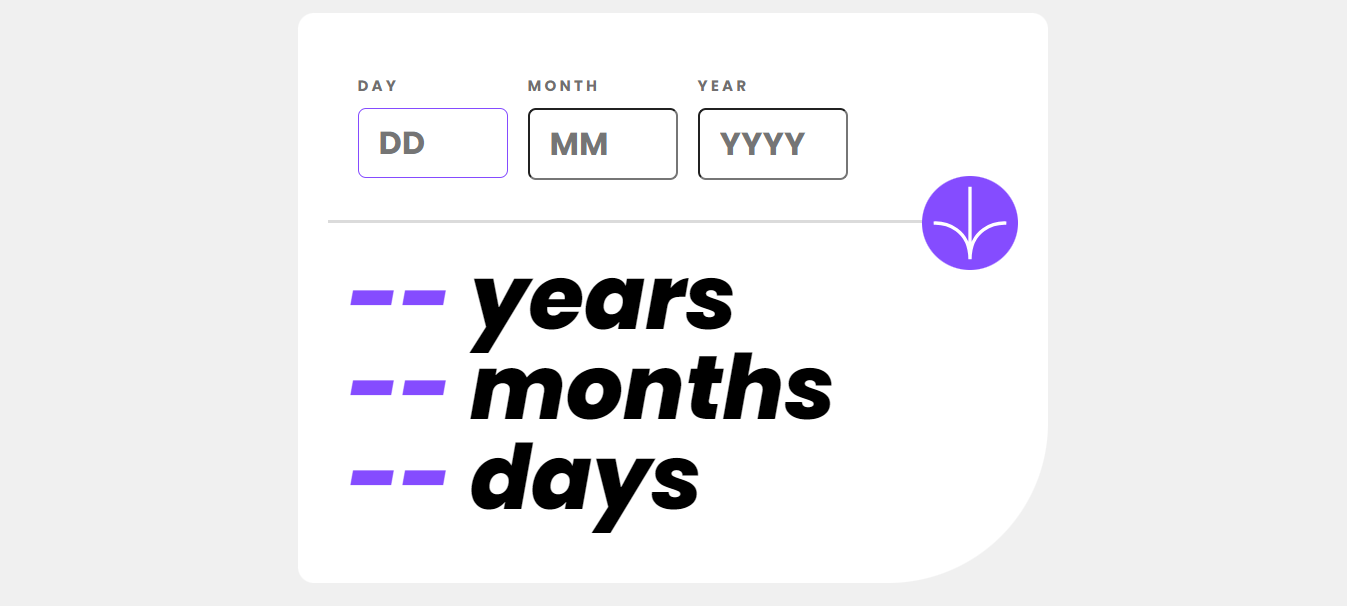 DAY MONTH YEAR
DD MM YYYY
-- years
-- months
-- days